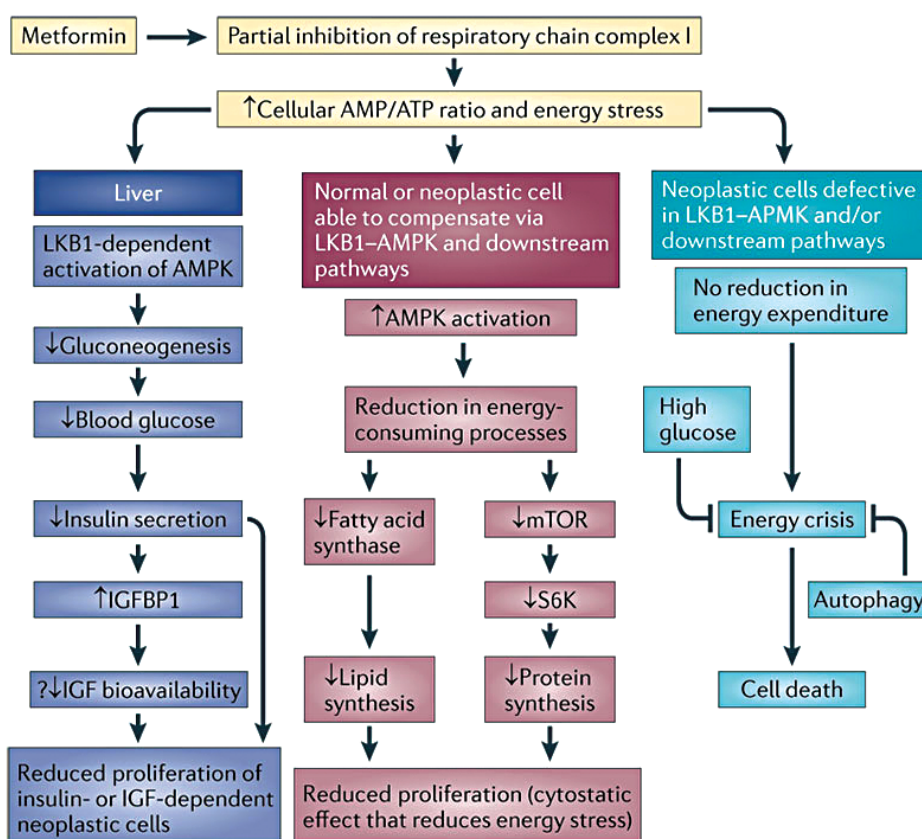 Metformin
Partial inhibition of respiratory chain complex I
↑Cellular AMP/ATP ratio and energy stress
Liver
LKB1-dependent
activation of AMPK
↓Gluconeogenesis
↓Blood glucose
↓Insulin secretion
↑IGFBP1
?↓IGF bioavailability
Reduced proliferation of
insulin- or IGF-dependent
neoplastic cells
Normal or neoplastic cell
able to compensate via
LKB1–AMPK and downstream
pathways
↑AMPK activation
Reduction in energy-
consuming processes
↓Fatty acid
synthase
↓Lipid
synthesis
↓mTOR
↓S6K
↓Protein
synthesis
Reduced proliferation (cytostatic
effect that reduces energy stress)
Neoplastic cells defective
in LKB1–APMK and/or
downstream pathways
No reduction in
energy expenditure
High
glucose
Energy crisis
Autophagy
Cell death